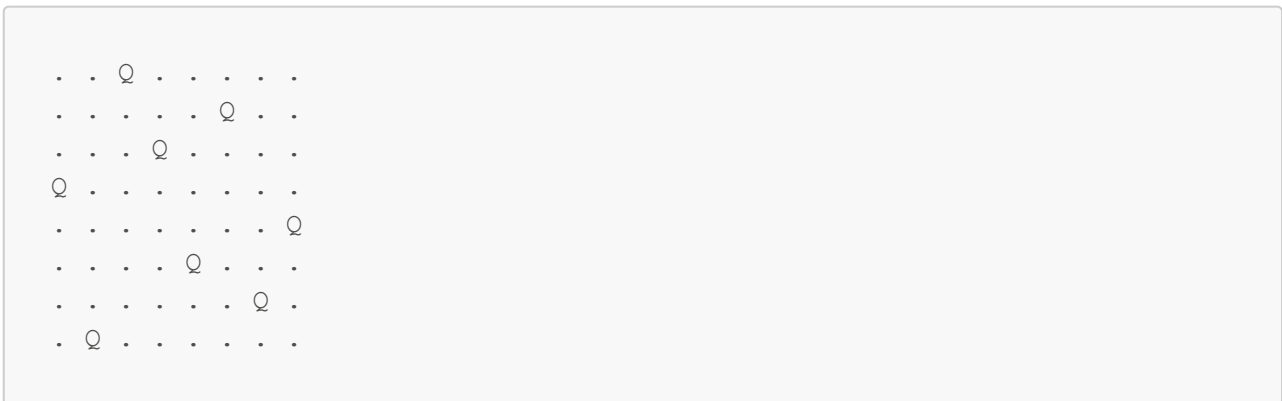 . . Q . . . . .
. . . . . Q . .
. . . Q . . . .
Q . . . . . . .
. . . . . . . Q
. . . . Q . . .
. . . . . . Q .
. Q . . . . . .